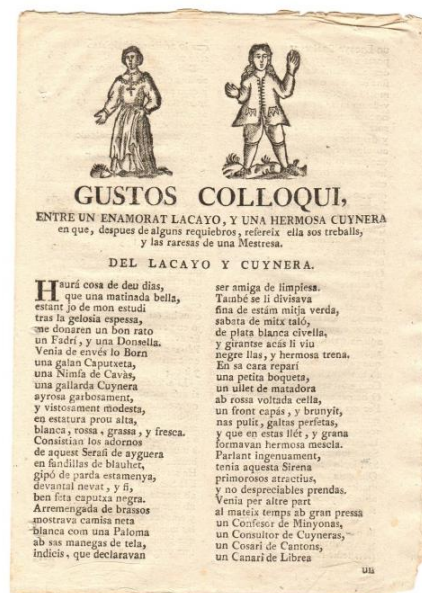 GUSTOS COLLOQUI,
ENTRE UN ENAMORAT LACAYO, Y UNA HERMOSA CUYNERA
en que, despues de alguns requiebros, refereix ella sos treballs,
y las raresas de una Mestresa.
DEL LACAYO Y CUYNERA.
Haurá cosa de deu dias,
que una matinada bella,
estant jo de mon estudi
tras la gelosia espessa,
me donaren un bon rato
un Fadrí, y una Donsella.
Venia de envés lo Born
una galan Caputxeta,
una Nimfa de Cavàs,
una gallarda Cuynera
ayrosa garbosament,
y vistosament modesta,
en estatura prou alta,
blanca, rossa, grassa, y fresca.
Consistian los adornos
de aquest Serafi de ayguera
en fandillas de blauhet,
gipó de parda estamenya,
devantal nevat, y fi,
ben feta caputxa negra.
Arremengada de brassos
mostrava camisa neta
blanca com una Paloma
ab sas manegas de tela,
indicis, que declaravan
ser amiga de limpiesa.
També se li divisava
fina de estám mitja verda,
sabata de mitx taló,
de plata blanca civella,
y girantse acás li viu
negre llas, y hermosa trena.
En sa cara reparí
una petita boqueta,
un ullet de matadora
ab rossa voltada cella,
un front capás, y brunyit,
nas pulit, galtas perfetas,
y que en estas llét, y grana
formavan hermosa mescla.
Parlant ingenuament,
tenia aquesta Sirena
primorosos atractius,
y no despreciables prendas.
Venia per altre part
al mateix temps ab gran pressa
un Confesor de Minyonas,
un Consultor de Cuyneras,
un Cosari de Cantons,
un Canari de Librea
un